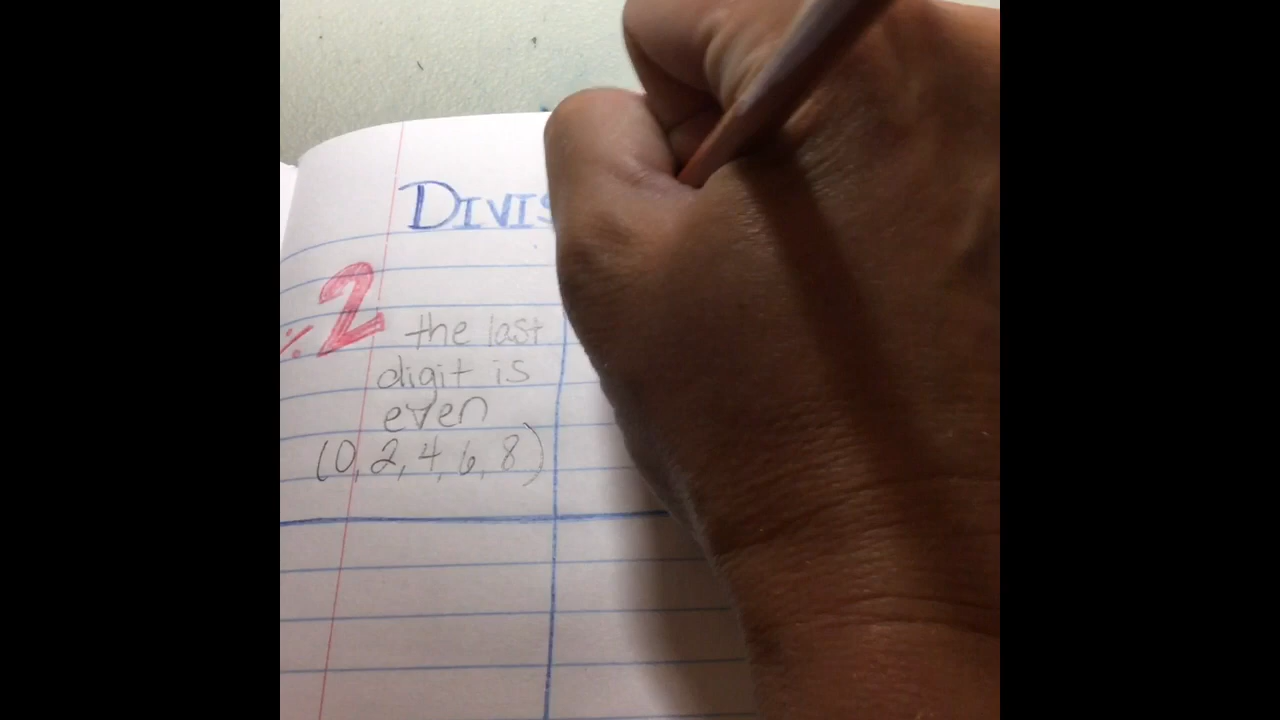 DIVIS
÷2
the last
digit is
even
(0, 2, 4, 6, 8)